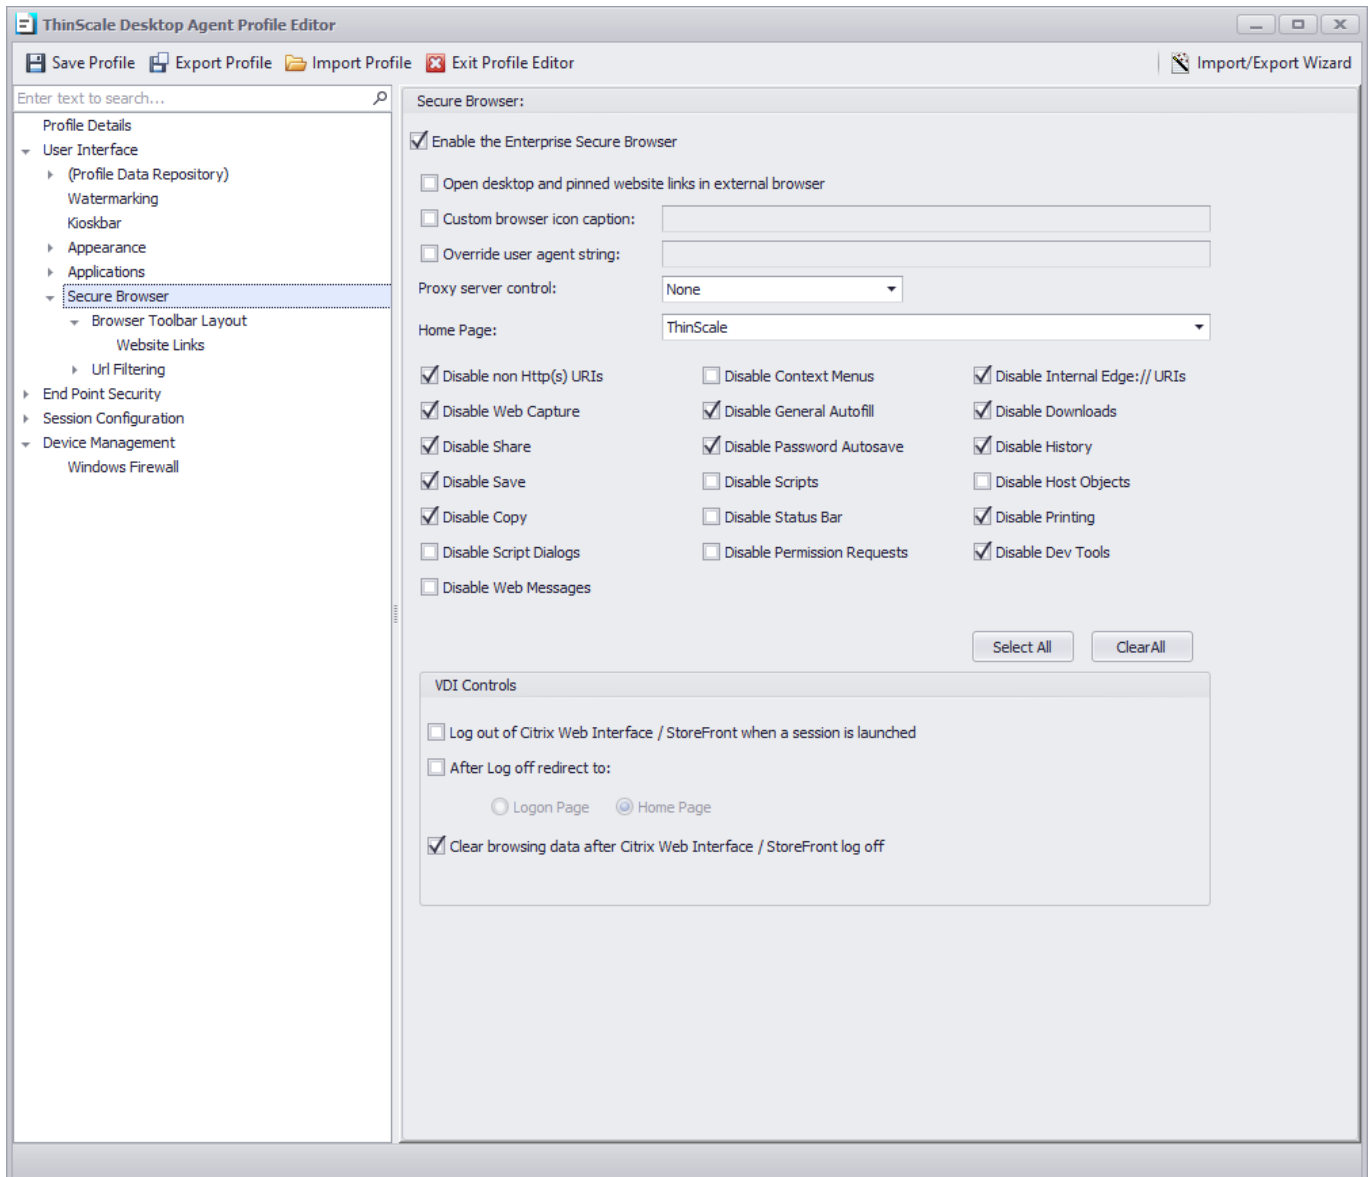 ThinScale Desktop Agent Profile Editor
Save Profile Export Profile Import Profile Exit Profile Editor Import/Export Wizard
Enter text to search...
Profile Details
User Interface
(Profile Data Repository)
Watermarking
Kioskbar
Appearance
Applications
Secure Browser
Browser Toolbar Layout
Website Links
Url Filtering
End Point Security
Session Configuration
Device Management
Windows Firewall
Secure Browser:
Enable the Enterprise Secure Browser
Open desktop and pinned website links in external browser
Custom browser icon caption:
Override user agent string:
Proxy server control: None
Home Page: ThinScale
Disable non Http(s) URIs Disable Context Menus Disable Internal Edge:// URIs
Disable Web Capture Disable General Autofill Disable Downloads
Disable Share Disable Password Autosave Disable History
Disable Save Disable Scripts Disable Host Objects
Disable Copy Disable Status Bar Disable Printing
Disable Script Dialogs Disable Permission Requests Disable Dev Tools
Disable Web Messages
Select All ClearAll
VDI Controls
Log out of Citrix Web Interface / StoreFront when a session is launched
After Log off redirect to:
Logon Page Home Page
Clear browsing data after Citrix Web Interface / StoreFront log off